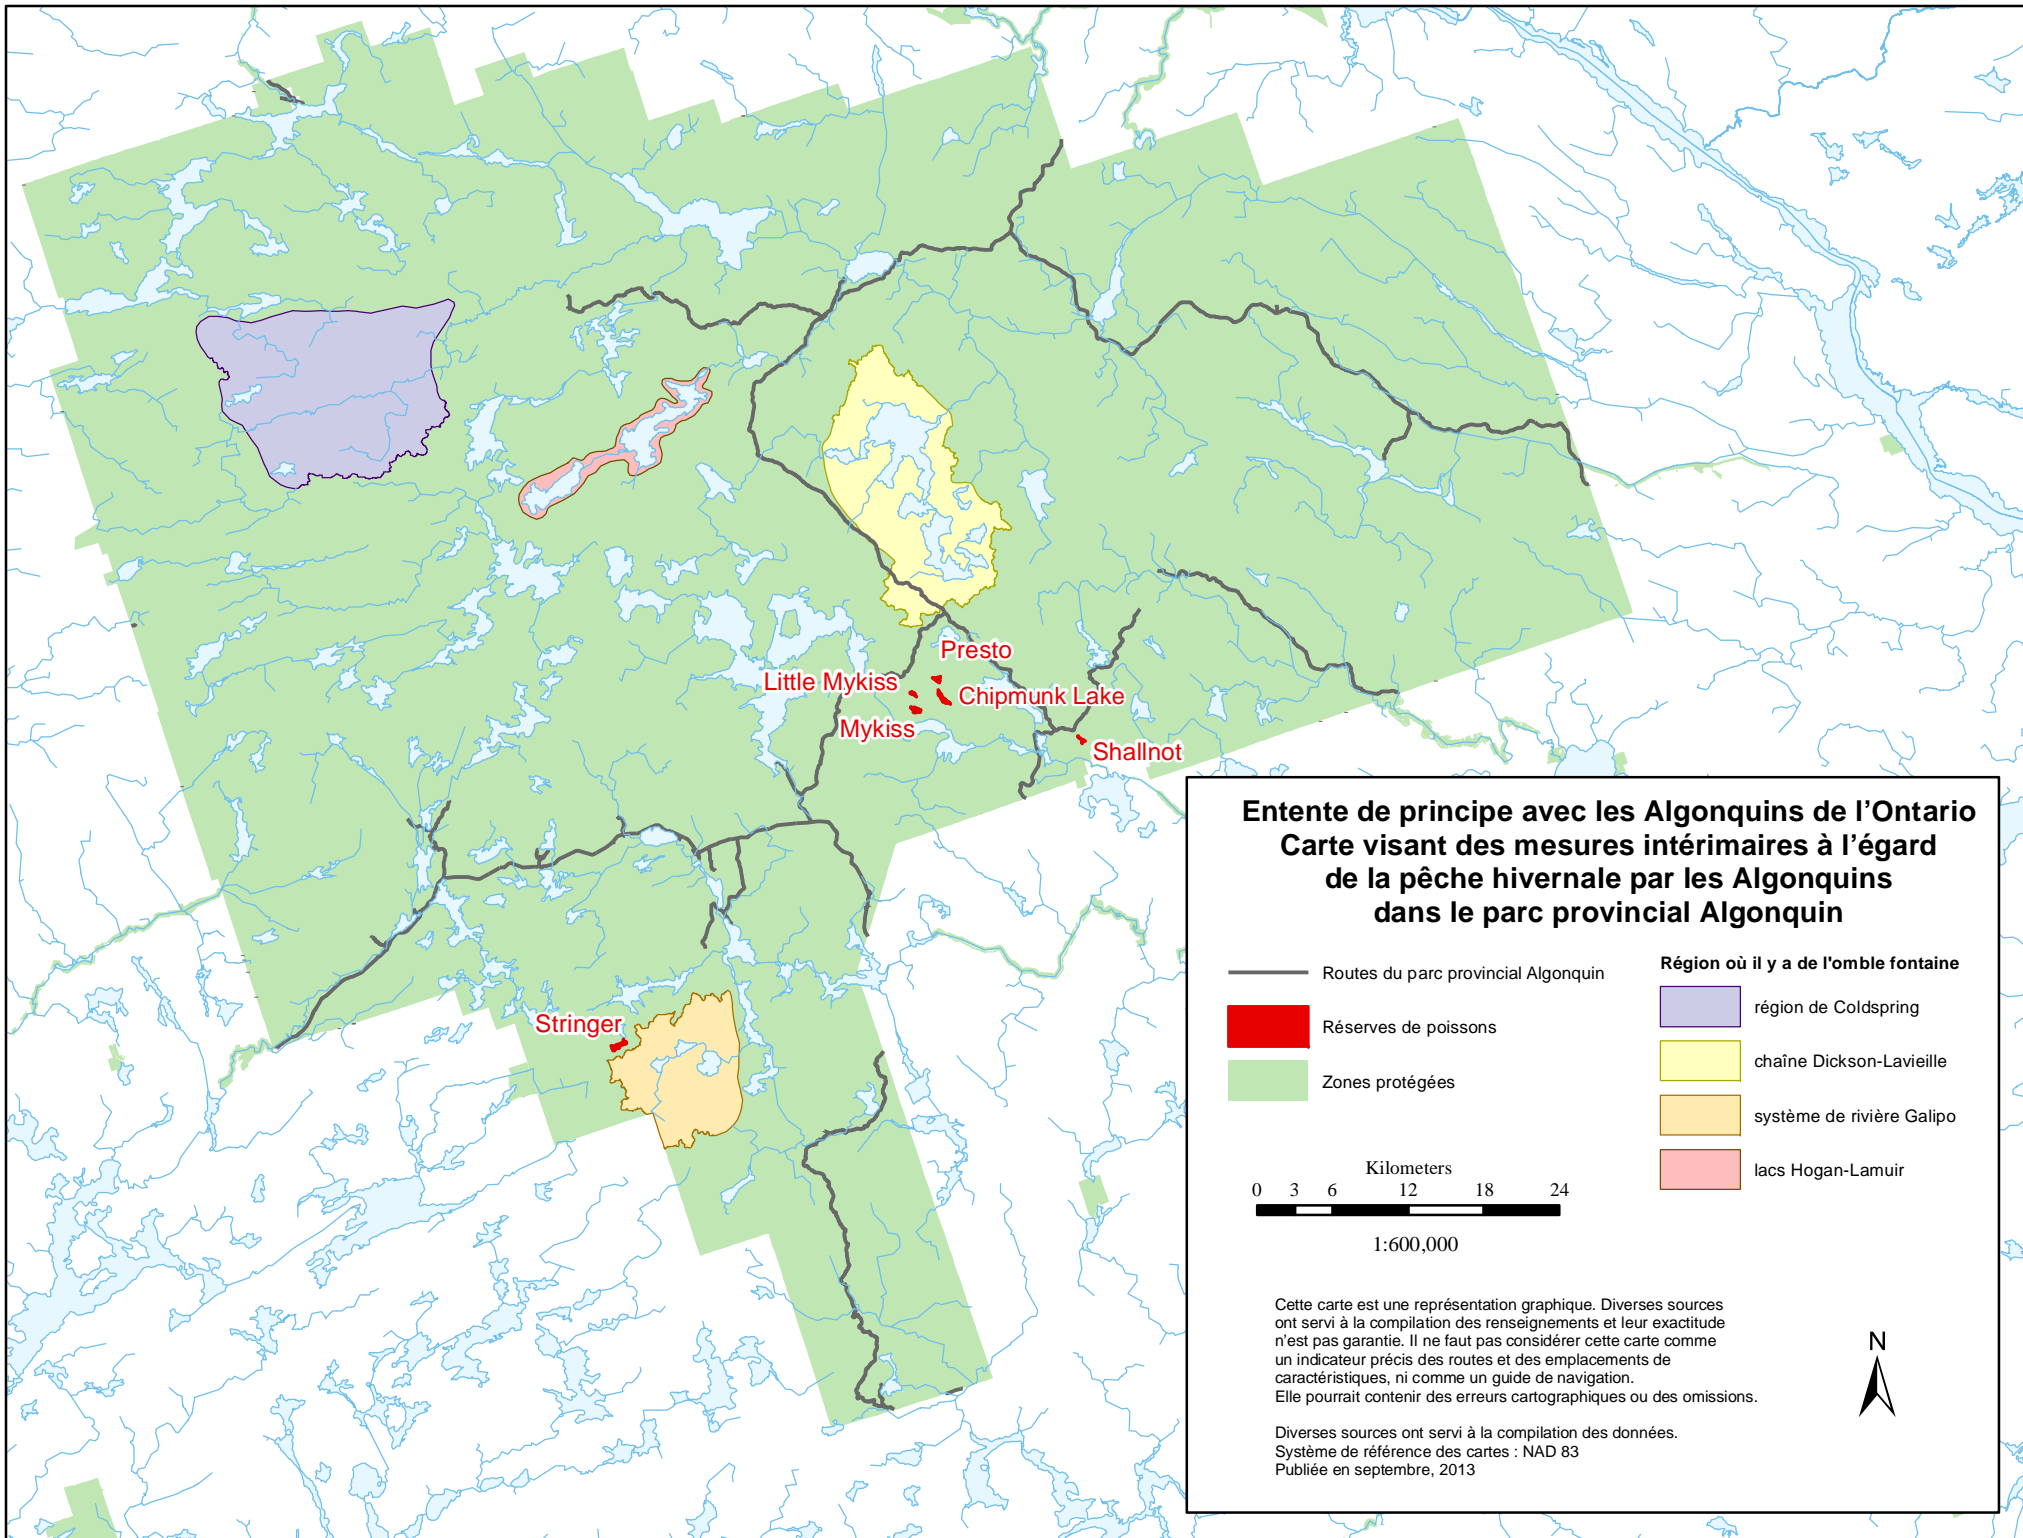 Presto
Little Mykiss
Chipmunk Lake
Mykiss
Shallnot
Stringer
Entente de principe avec les Algonquins de l’Ontario
Carte visant des mesures intérimaires à l’égard
de la pêche hivernale par les Algonquins
dans le parc provincial Algonquin
Routes du parc provincial Algonquin
Réserves de poissons
Zones protégées
Région où il y a de l'omble fontaine
région de Coldspring
chaîne Dickson-Lavieille
système de rivière Galipo
lacs Hogan-Lamuir
Kilometers
0 3 6 12 18 24
1:600,000
Cette carte est une représentation graphique. Diverses sources
ont servi à la compilation des renseignements et leur exactitude
n’est pas garantie. Il ne faut pas considérer cette carte comme
un indicateur précis des routes et des emplacements de
caractéristiques, ni comme un guide de navigation.
Elle pourrait contenir des erreurs cartographiques ou des omissions.
Diverses sources ont servi à la compilation des données.
Système de référence des cartes : NAD 83
Publiée en septembre, 2013
N